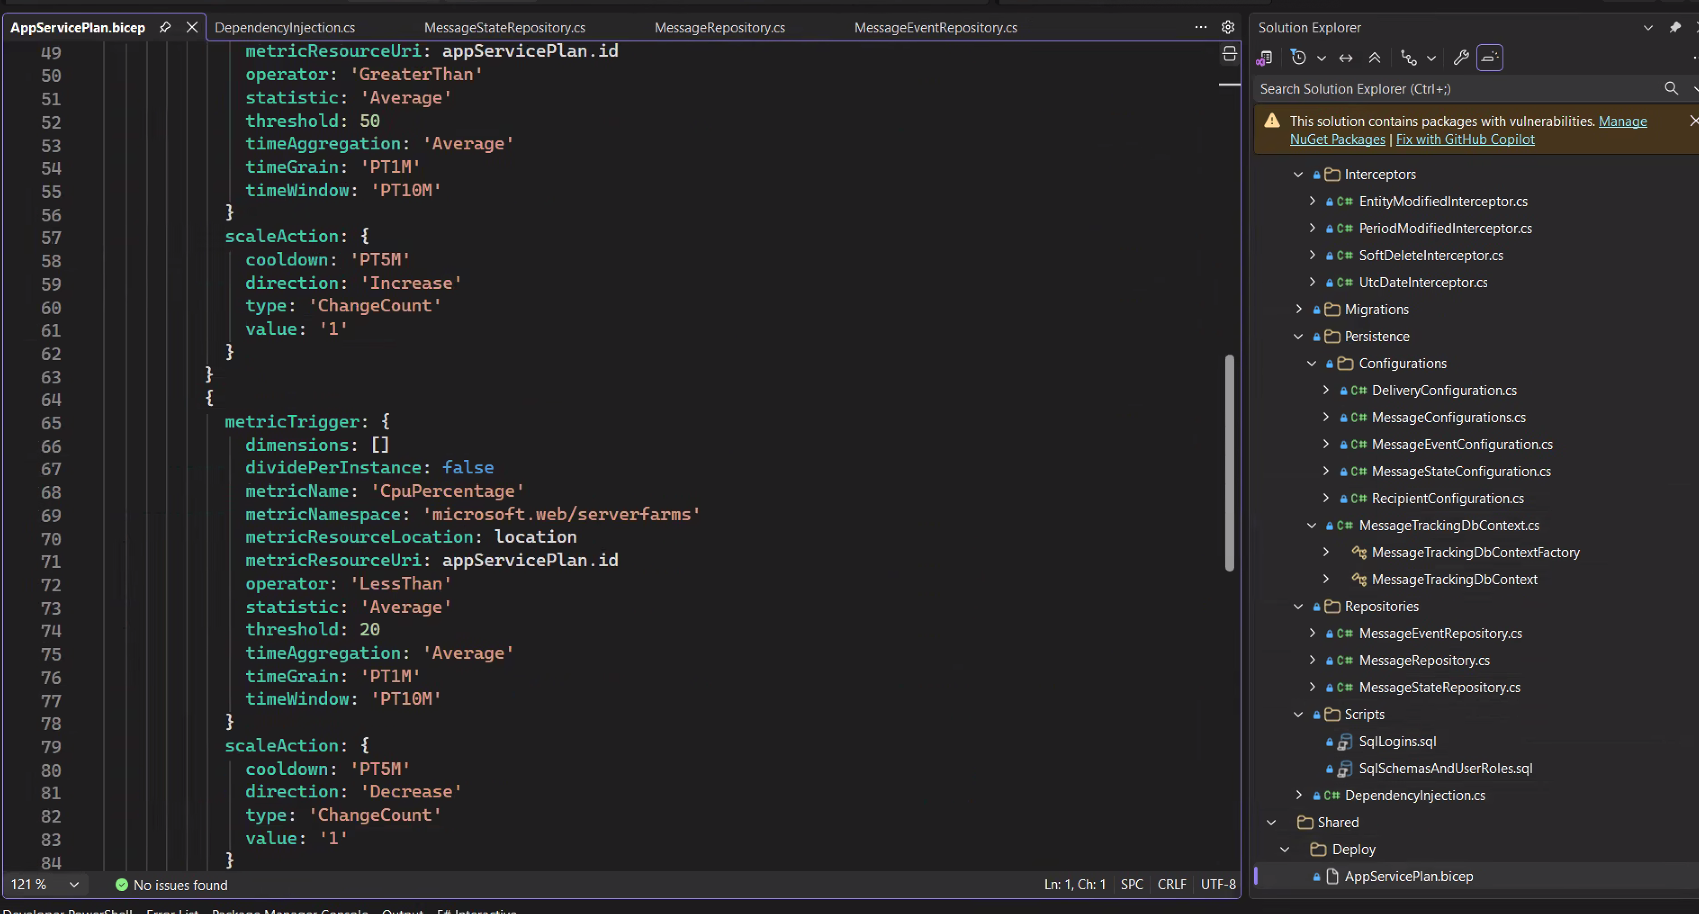 AppServicePlan.bicep
DependencyInjection.cs
MessageStateRepository.cs
MessageRepository.cs
MessageEventRepository.cs
49 metricResourceUri: appServicePlan.id
50 operator: 'GreaterThan'
51 statistic: 'Average'
52 threshold: 50
53 timeAggregation: 'Average'
54 timeGrain: 'PT1M'
55 timeWindow: 'PT10M'
56 }
57 scaleAction: {
58 cooldown: 'PT5M'
59 direction: 'Increase'
60 type: 'ChangeCount'
61 value: '1'
62 }
63 }
64 {
65 metricTrigger: {
66 dimensions: []
67 dividePerInstance: false
68 metricName: 'CpuPercentage'
69 metricNamespace: 'microsoft.web/serverfarms'
70 metricResourceLocation: location
71 metricResourceUri: appServicePlan.id
72 operator: 'LessThan'
73 statistic: 'Average'
74 threshold: 20
75 timeAggregation: 'Average'
76 timeGrain: 'PT1M'
77 timeWindow: 'PT10M'
78 }
79 scaleAction: {
80 cooldown: 'PT5M'
81 direction: 'Decrease'
82 type: 'ChangeCount'
83 value: '1'
84 }
121 %
No issues found
Ln: 1, Ch: 1
SPC
CRLF
UTF-8
Developer PowerShell
Error List
Package Manager Console
Output
F# Interactive
Solution Explorer
Search Solution Explorer (Ctrl+;)
This solution contains packages with vulnerabilities. Manage
NuGet Packages | Fix with GitHub Copilot
Interceptors
C# EntityModifiedInterceptor.cs
C# PeriodModifiedInterceptor.cs
C# SoftDeleteInterceptor.cs
C# UtcDateInterceptor.cs
Migrations
Persistence
Configurations
C# DeliveryConfiguration.cs
C# MessageConfigurations.cs
C# MessageEventConfiguration.cs
C# MessageStateConfiguration.cs
C# RecipientConfiguration.cs
C# MessageTrackingDbContext.cs
MessageTrackingDbContextFactory
MessageTrackingDbContext
Repositories
C# MessageEventRepository.cs
C# MessageRepository.cs
C# MessageStateRepository.cs
Scripts
SqlLogins.sql
SqlSchemasAndUserRoles.sql
C# DependencyInjection.cs
Shared
Deploy
AppServicePlan.bicep